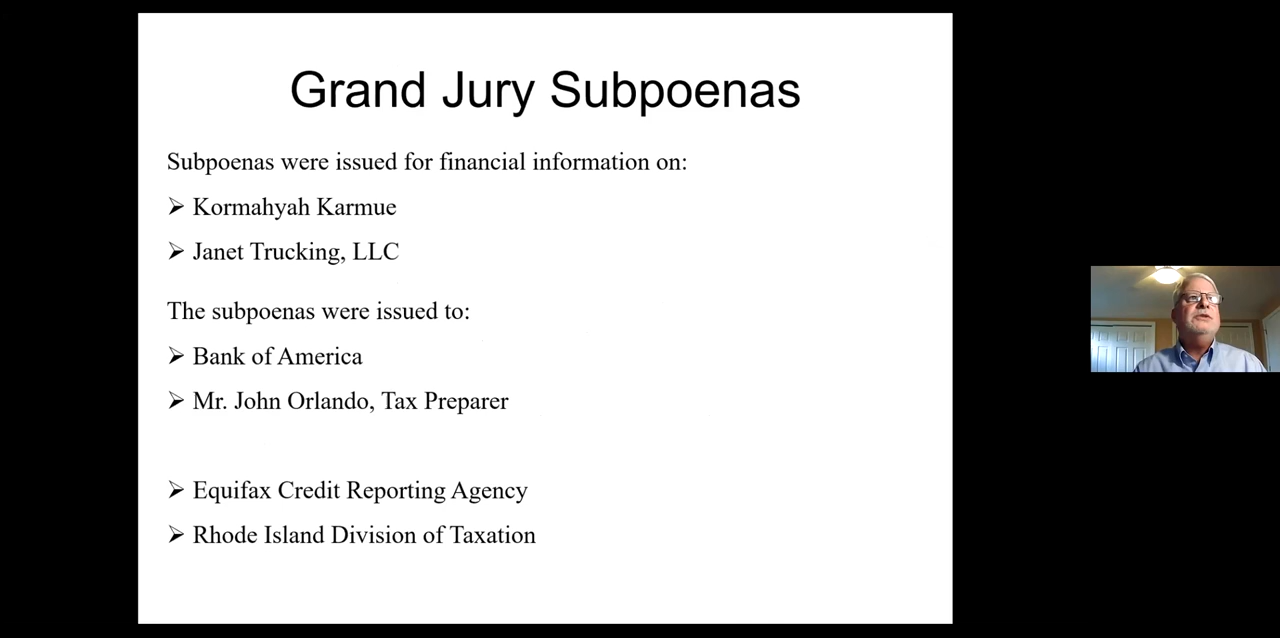 Grand Jury Subpoenas
Subpoenas were issued for financial information on:
➢ Kormahyah Karmue
➢ Janet Trucking, LLC
The subpoenas were issued to:
➢ Bank of America
➢ Mr. John Orlando, Tax Preparer
➢ Equifax Credit Reporting Agency
➢ Rhode Island Division of Taxation